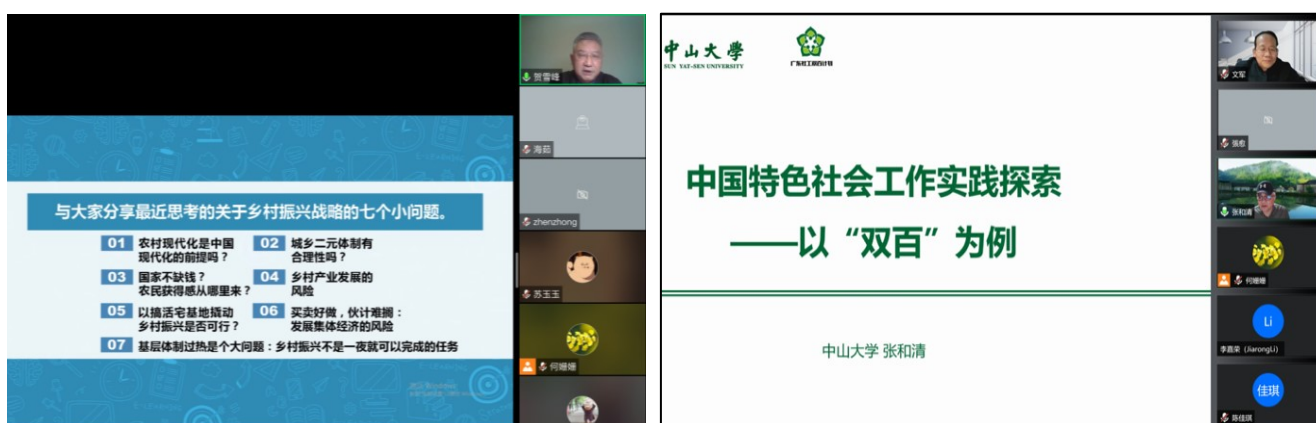 与大家分享最近思考的关于乡村振兴战略的七个小问题。
01 农村现代化是中国
现代化的前提吗？
02 城乡二元体制有
合理性吗？
03 国家不缺钱？
农民获得感从哪里来？
04 乡村产业发展的
风险
05 以搞活宅基地撬动
乡村振兴是否可行？
06 买卖好做，伙计难搁：
发展集体经济的风险
07 基层体制过热是个大问题：乡村振兴不是一夜就可以完成的任务
贺雪峰
海茹
zhenzhong
苏玉玉
何姗姗
中山大學
SUN YAT-SEN UNIVERSITY
广东社工双百计划
中国特色社会工作实践探索
——以“双百”为例
中山大学 张和清
文军
张和清
何姗姗
Li
李嘉荣（JiarongLi）
佳琪
陈佳琪